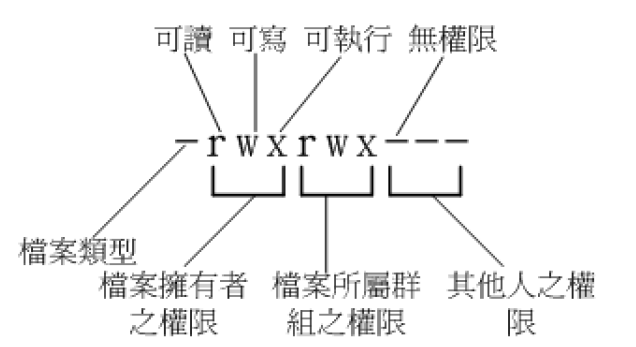 可讀 可寫 可執行 無權限
-rwxrwx---
檔案類型
檔案擁有者
之權限
檔案所屬群
組之權限
其他人之權
限